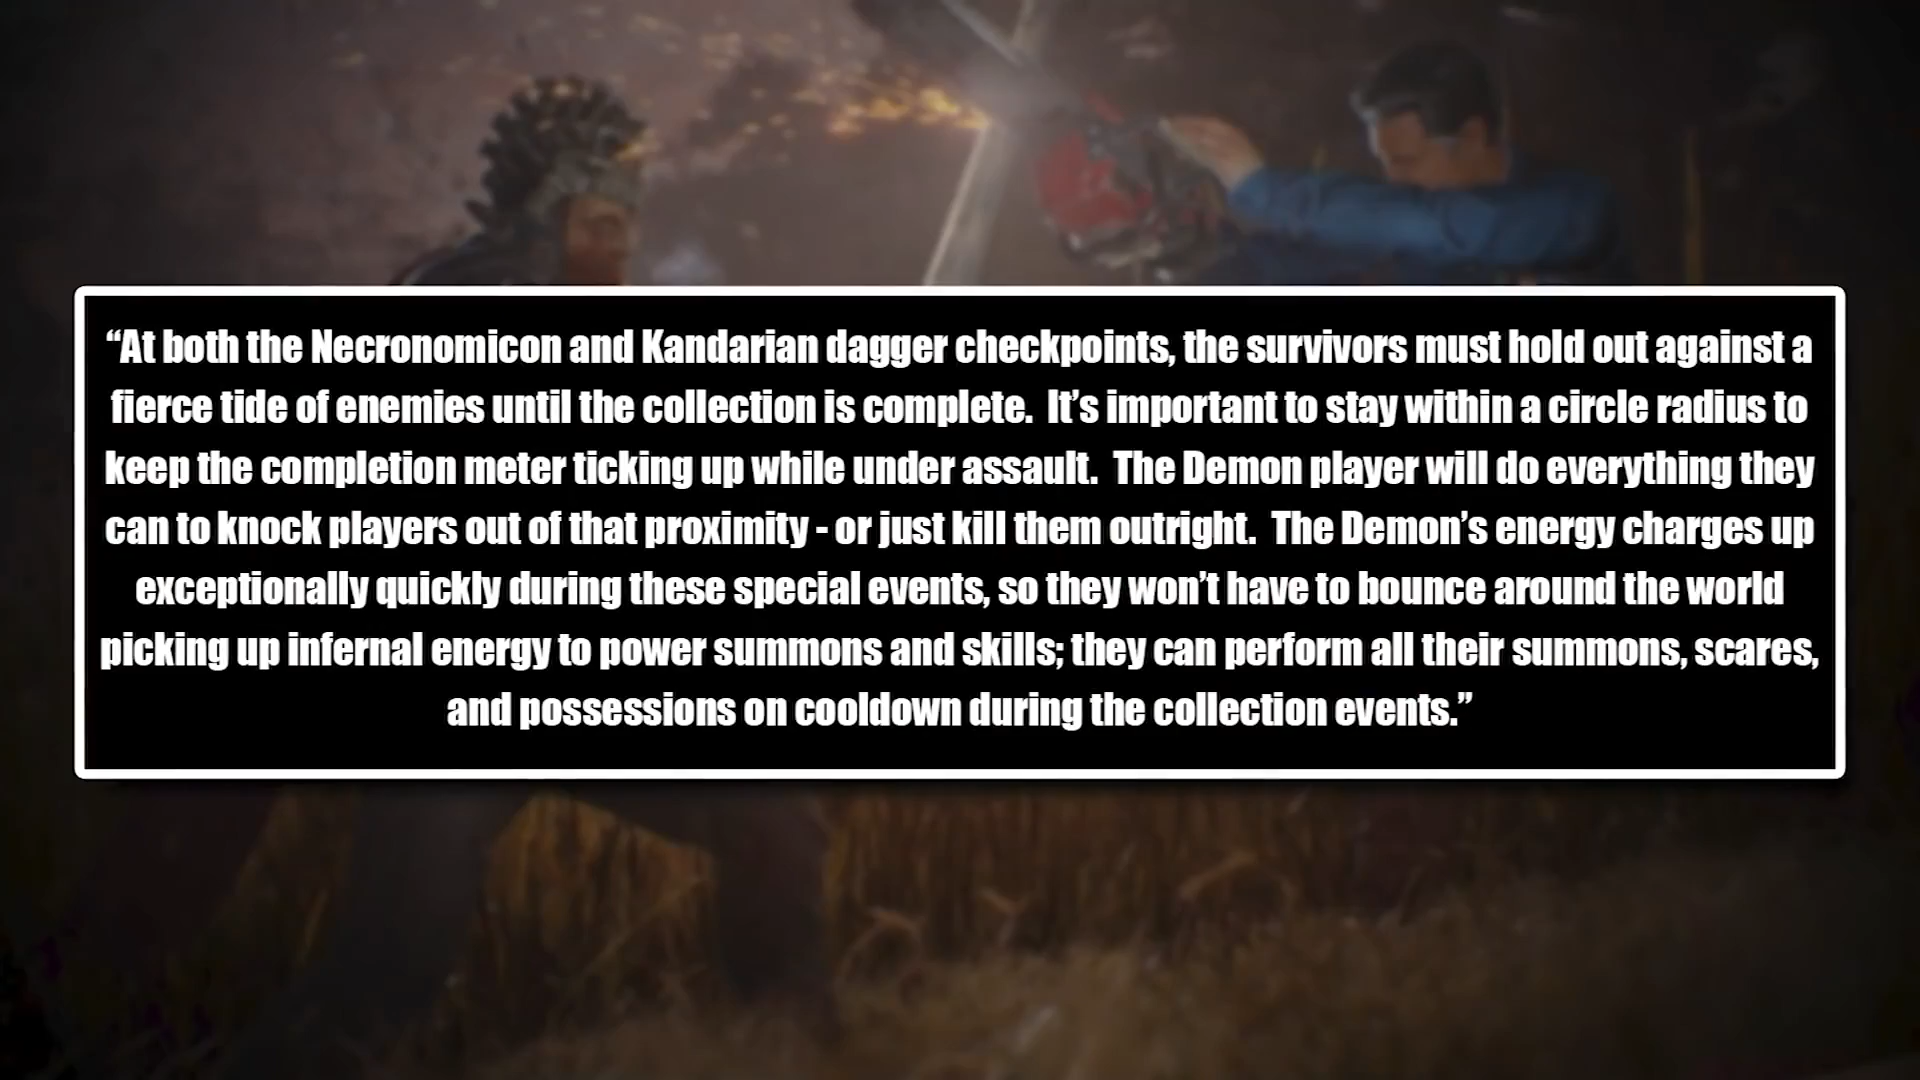 “At both the Necronomicon and Kandarian dagger checkpoints, the survivors must hold out against a
fierce tide of enemies until the collection is complete.  It’s important to stay within a circle radius to
keep the completion meter ticking up while under assault.  The Demon player will do everything they
can to knock players out of that proximity - or just kill them outright.  The Demon’s energy charges up
exceptionally quickly during these special events, so they won’t have to bounce around the world
picking up infernal energy to power summons and skills; they can perform all their summons, scares,
and possessions on cooldown during the collection events.”